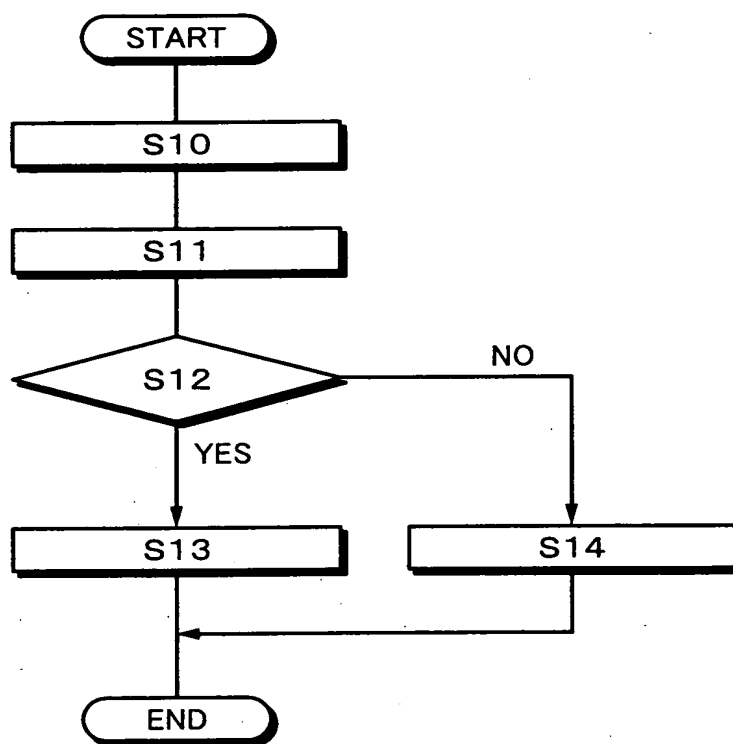 START
S10
S11
S12
NO
YES
S13
S14
END